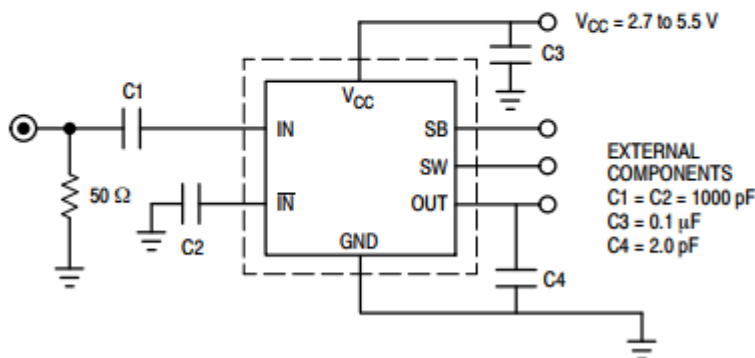 V_CC = 2.7 to 5.5 V
C3
C1
V_CC
IN
SB
SW
50 Ω
I̅N̅
OUT
C2
GND
C4
EXTERNAL
COMPONENTS
C1 = C2 = 1000 pF
C3 = 0.1 μF
C4 = 2.0 pF